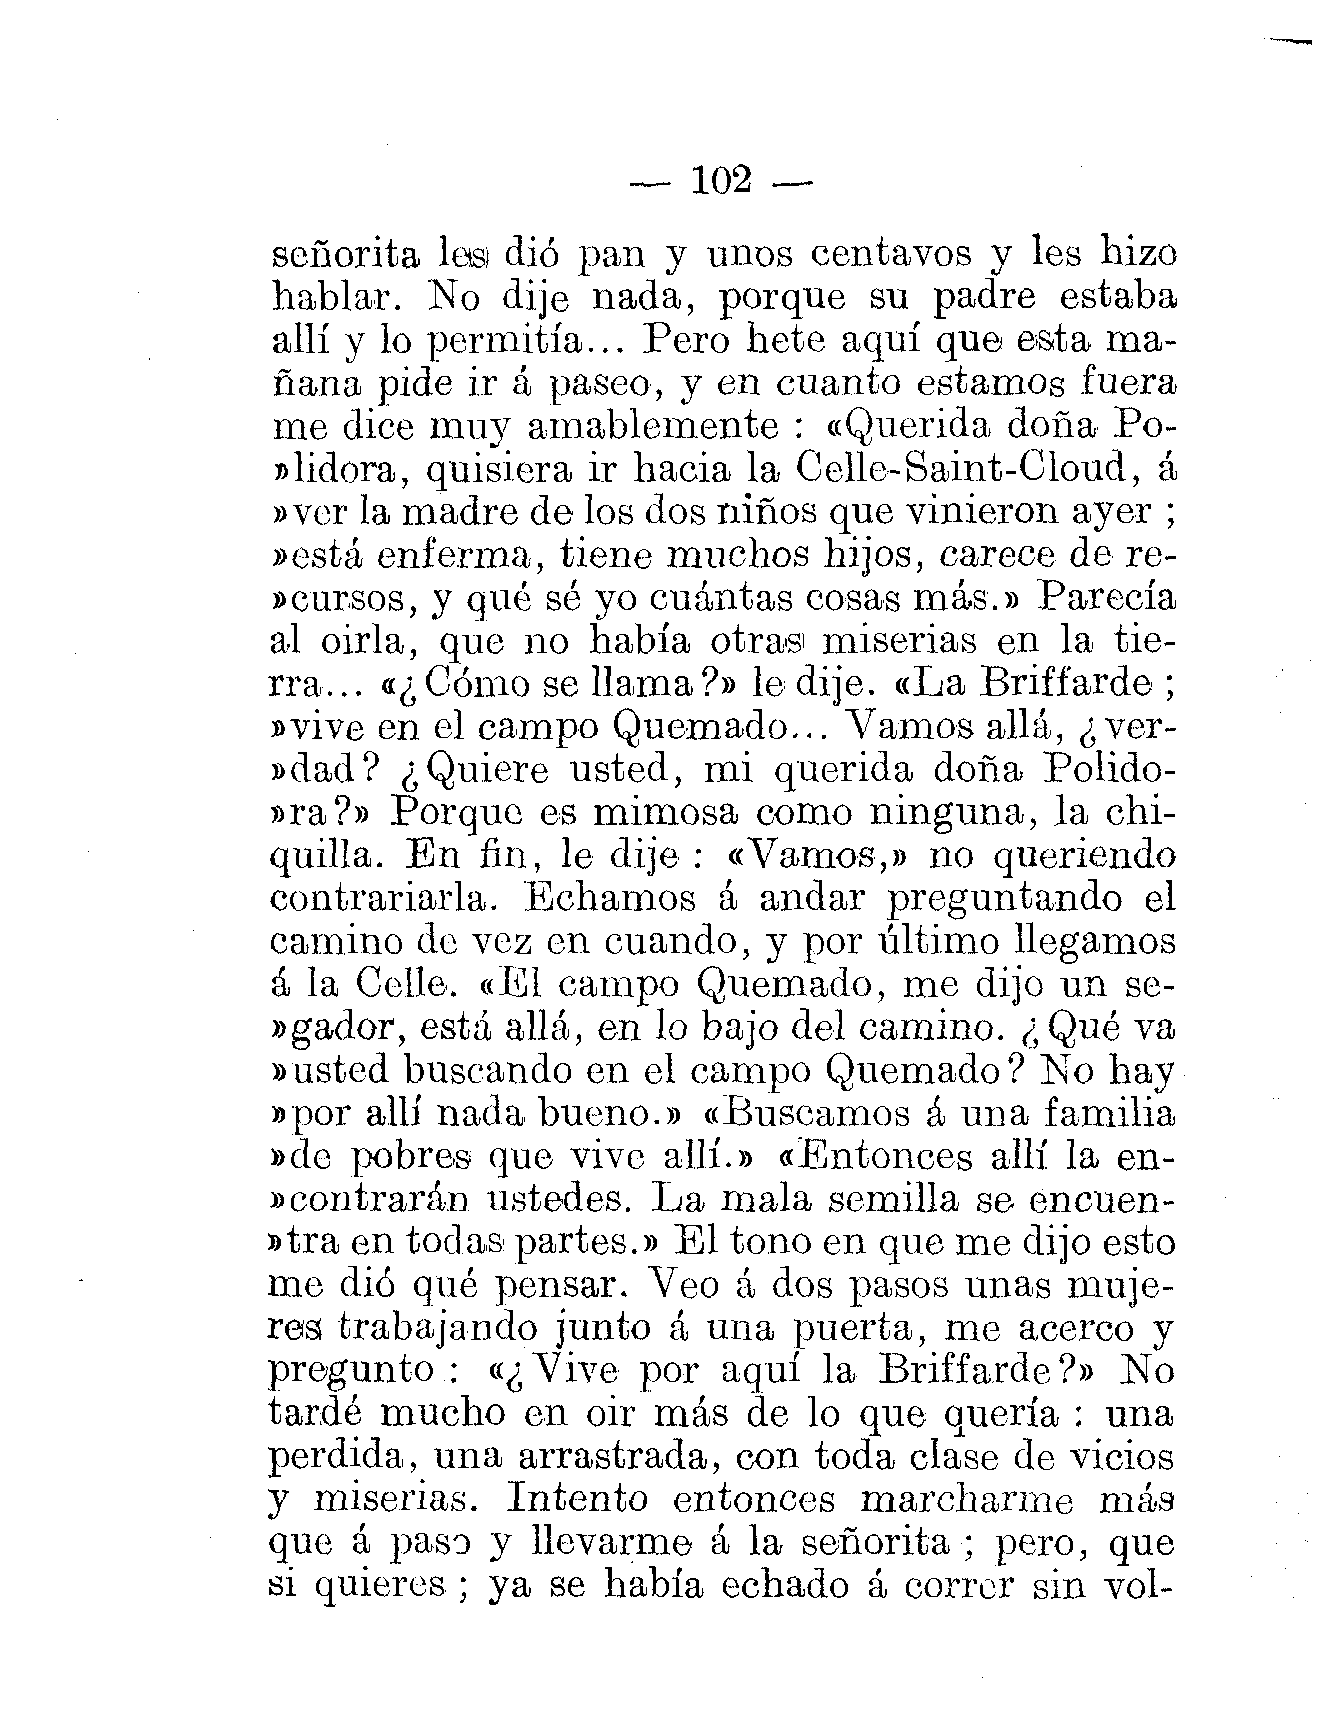 — 102 —
señorita les dió pan y unos centavos y les hizo
hablar. No dije nada, porque su padre estaba
allí y lo permitía... Pero hete aquí que esta ma-
ñana pide ir á paseo, y en cuanto estamos fuera
me dice muy amablemente : «Querida doña Po-
»lidora, quisiera ir hacia la Celle-Saint-Cloud, á
»ver la madre de los dos niños que vinieron ayer ;
»está enferma, tiene muchos hijos, carece de re-
»cursos, y qué sé yo cuántas cosas más.» Parecía
al oirla, que no había otras miserias en la tie-
rra... «¿Cómo se llama?» le dije. «La Briffarde ;
»vive en el campo Quemado... Vamos allá, ¿ver-
»dad? ¿Quiere usted, mi querida doña Polido-
»ra?» Porque es mimosa como ninguna, la chi-
quilla. En fin, le dije : «Vamos,» no queriendo
contrariarla. Echamos á andar preguntando el
camino de vez en cuando, y por último llegamos
á la Celle. «El campo Quemado, me dijo un se-
»gador, está allá, en lo bajo del camino. ¿Qué va
»usted buscando en el campo Quemado? No hay
»por allí nada bueno.» «Buscamos á una familia
»de pobres que vive allí.» «Entonces allí la en-
»contrarán ustedes. La mala semilla se encuen-
»tra en todas partes.» El tono en que me dijo esto
me dió qué pensar. Veo á dos pasos unas muje-
res trabajando junto á una puerta, me acerco y
pregunto : «¿Vive por aquí la Briffarde?» No
tardé mucho en oir más de lo que quería : una
perdida, una arrastrada, con toda clase de vicios
y miserias. Intento entonces marcharme más
que á paso y llevarme á la señorita ; pero, que
si quieres ; ya se había echado á correr sin vol-